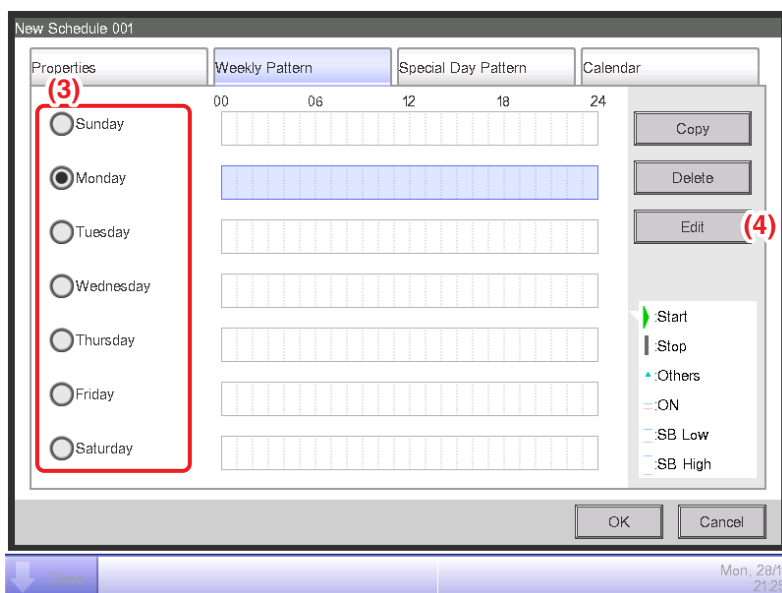 New Schedule 001
Properties Weekly Pattern Special Day Pattern Calendar
(3)
00 06 12 18 24
Sunday
Monday
Tuesday
Wednesday
Thursday
Friday
Saturday
Copy
Delete
Edit (4)
:Start
:Stop
:Others
:ON
:SB Low
:SB High
OK Cancel
Close
Mon, 28/1
21:25